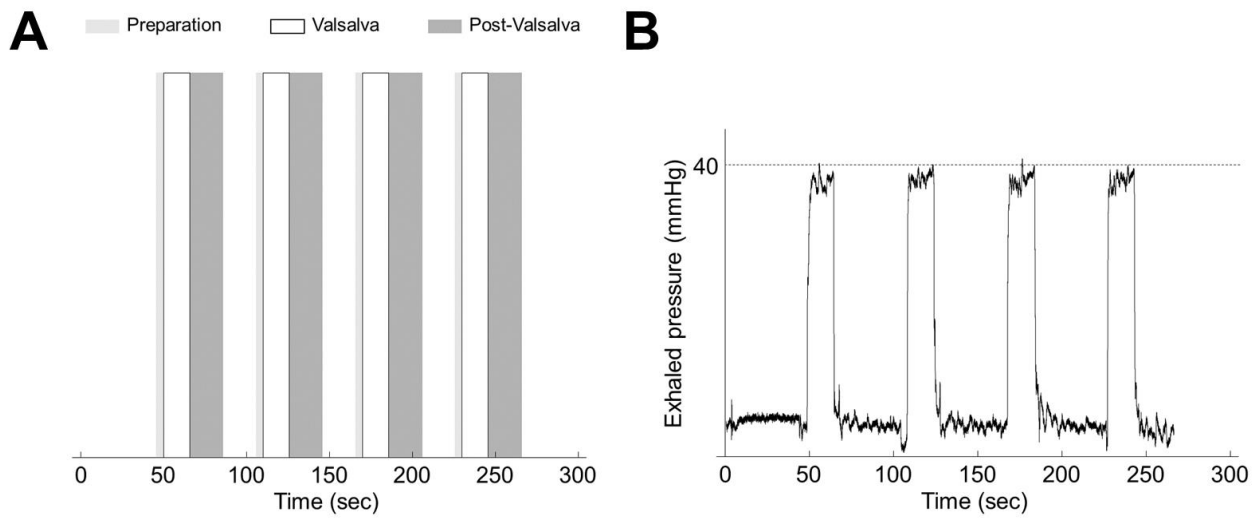 A
Preparation
Valsalva
Post-Valsalva
0 50 100 150 200 250 300
Time (sec)
B
40
Exhaled pressure (mmHg)
0 50 100 150 200 250 300
Time (sec)